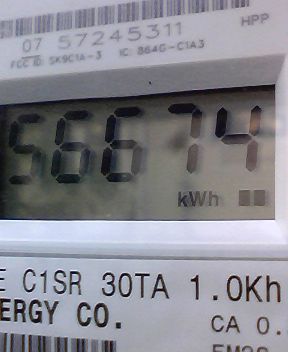 HPP
07 57245311
FCC ID: SK9C1A-3 IC: 864G-C1A3
56674
kWh
E C1SR 30TA 1.0Kh
ERGY CO.
CA 0.